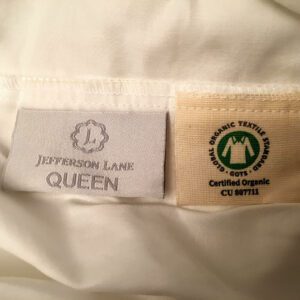 L
JEFFERSON LANE
QUEEN
GLOBAL ORGANIC TEXTILE STANDARD
· GOTS ·
Certified Organic
CU 807711